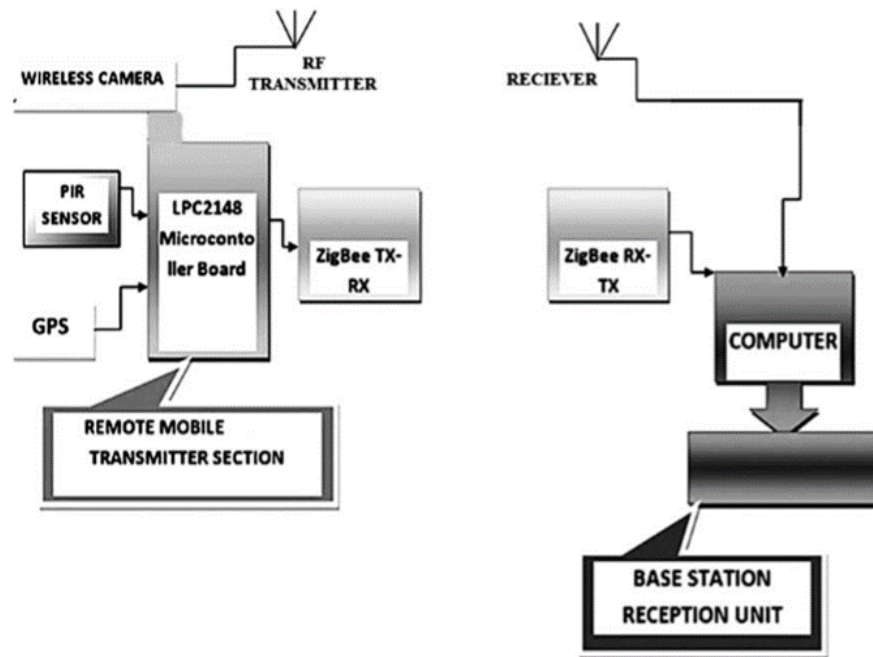 WIRELESS CAMERA
RF
TRANSMITTER
PIR
SENSOR
GPS
LPC2148
Microconto
ller Board
ZigBee TX-
RX
REMOTE MOBILE
TRANSMITTER SECTION
RECIEVER
ZigBee RX-
TX
COMPUTER
BASE STATION
RECEPTION UNIT